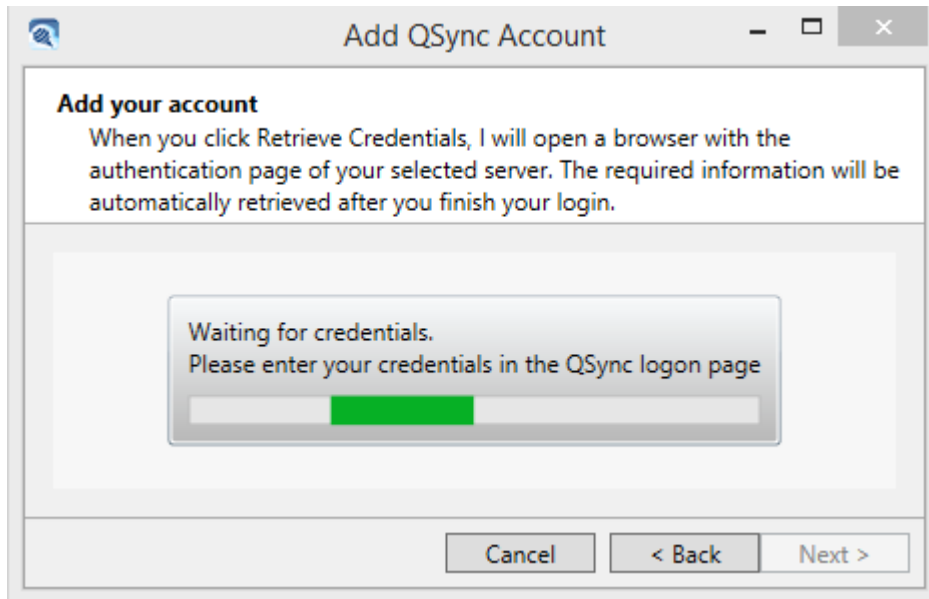 Add QSync Account
Add your account
When you click Retrieve Credentials, I will open a browser with the
authentication page of your selected server. The required information will be
automatically retrieved after you finish your login.
Waiting for credentials.
Please enter your credentials in the QSync logon page
Cancel
< Back
Next >